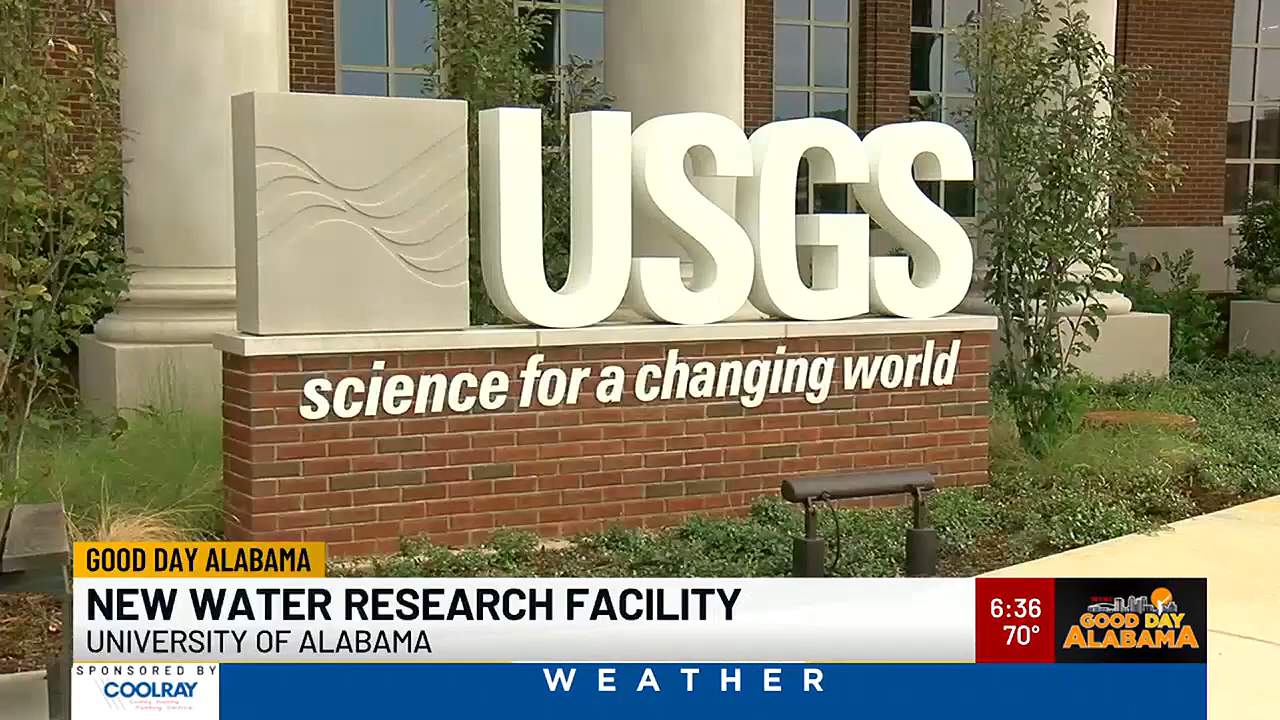 USGS
science for a changing world
GOOD DAY ALABAMA
NEW WATER RESEARCH FACILITY
UNIVERSITY OF ALABAMA
6:36
70°
GOOD DAY
ALABAMA
SPONSORED BY
COOLRAY
WEATHER